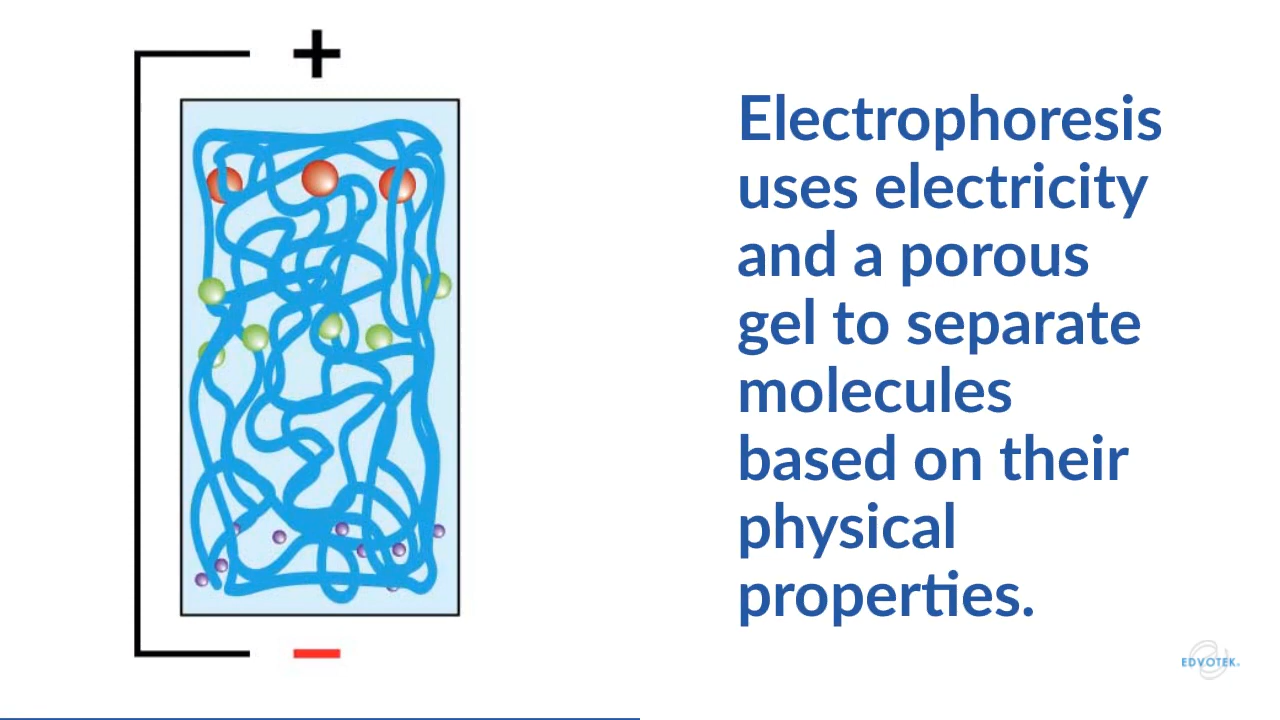 +
Electrophoresis
uses electricity
and a porous
gel to separate
molecules
based on their
physical
properties.
EDVOTEK®
−